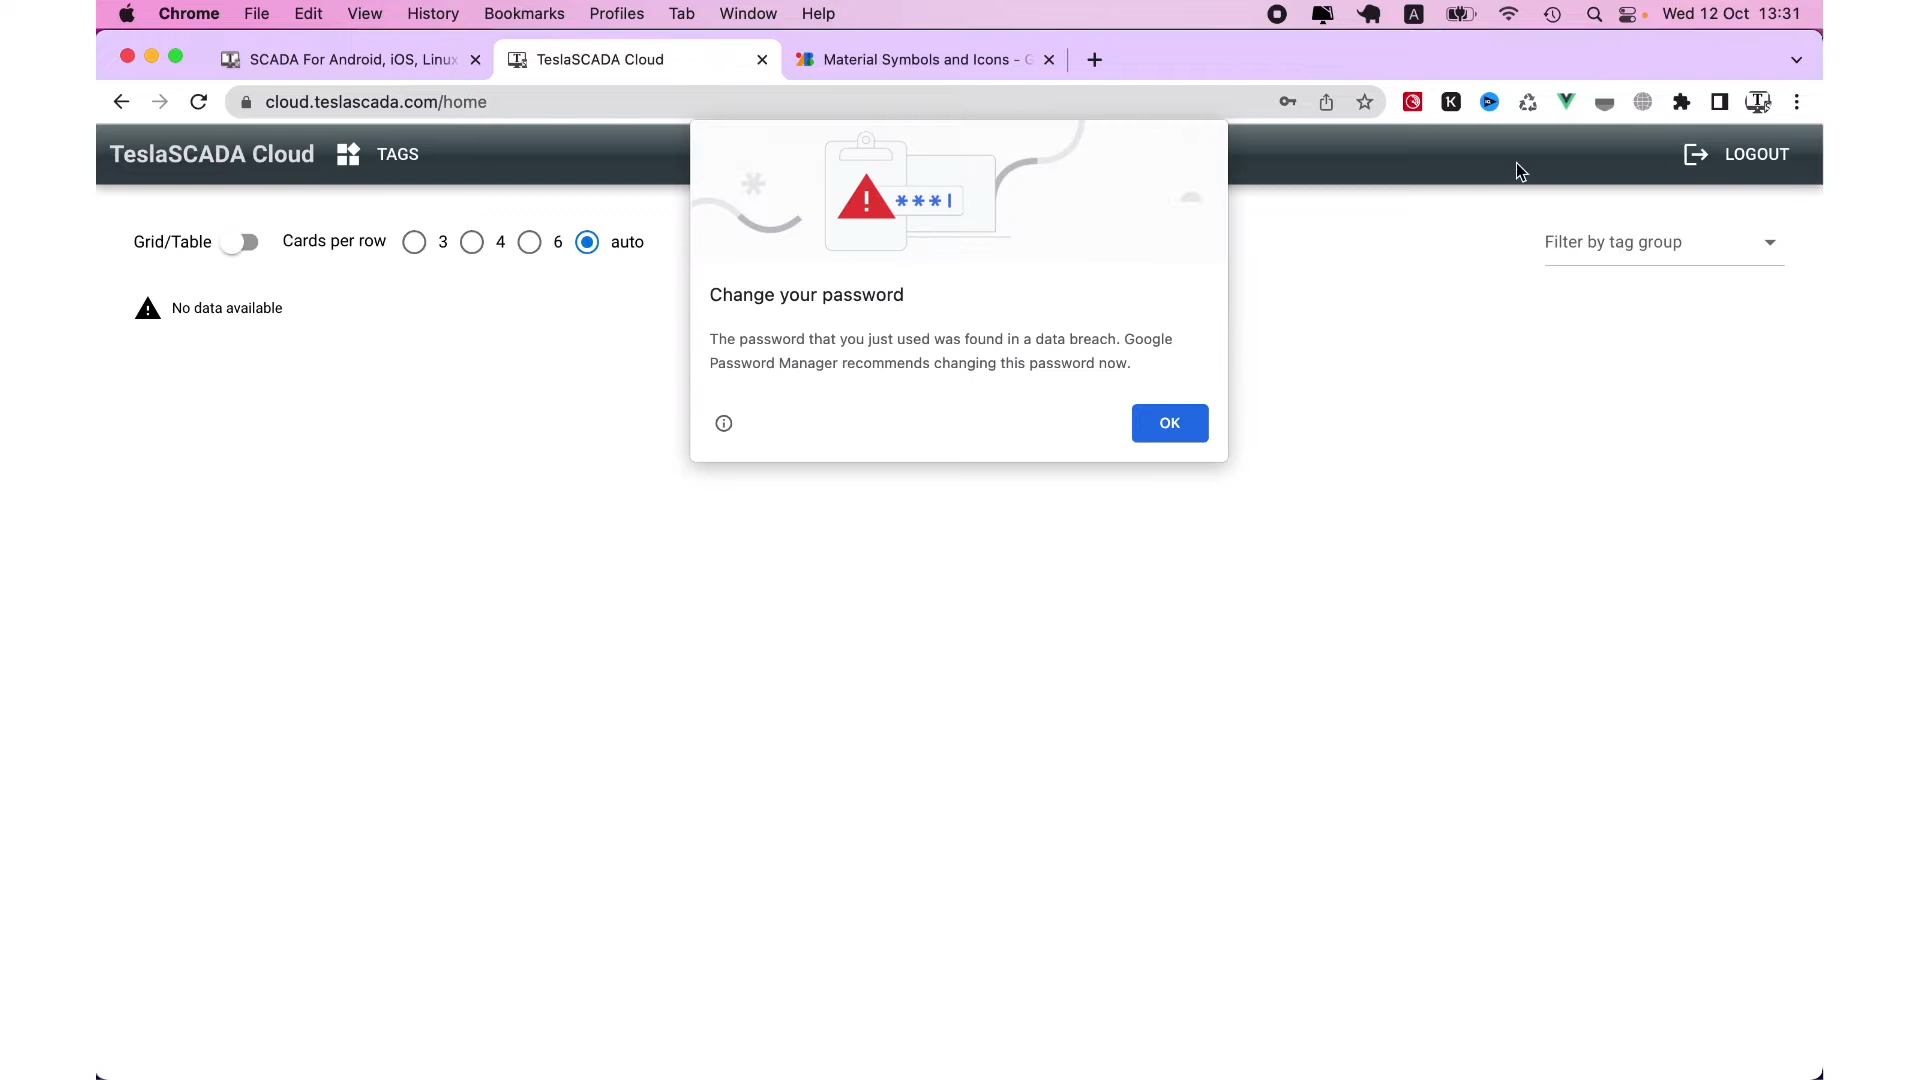 Chrome File Edit View History Bookmarks Profiles Tab Window Help A Wed 12 Oct 13:31
SCADA For Android, iOS, Linux TeslaSCADA Cloud Material Symbols and Icons - G
cloud.teslascada.com/home K
TeslaSCADA Cloud TAGS LOGOUT
***
Grid/Table Cards per row 3 4 6 auto Filter by tag group
No data available
Change your password
The password that you just used was found in a data breach. Google
Password Manager recommends changing this password now.
OK